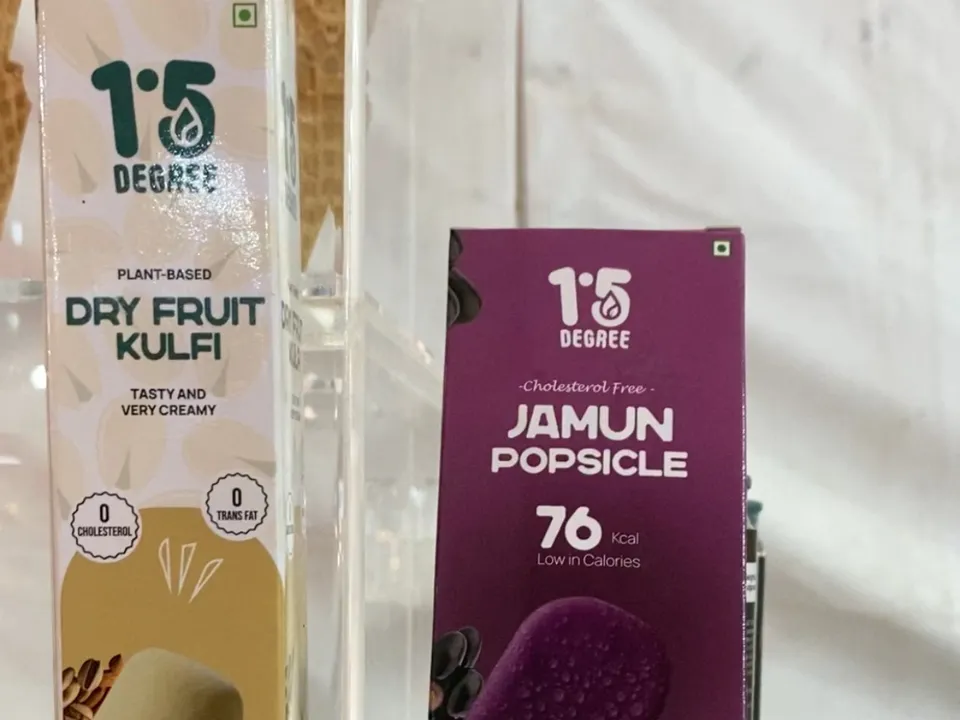 1.5
DEGREE
PLANT-BASED
DRY FRUIT
KULFI
TASTY AND
VERY CREAMY
0
CHOLESTEROL
0
TRANS FAT
1.5
DEGREE
-Cholesterol Free -
JAMUN
POPSICLE
76 Kcal
Low in Calories